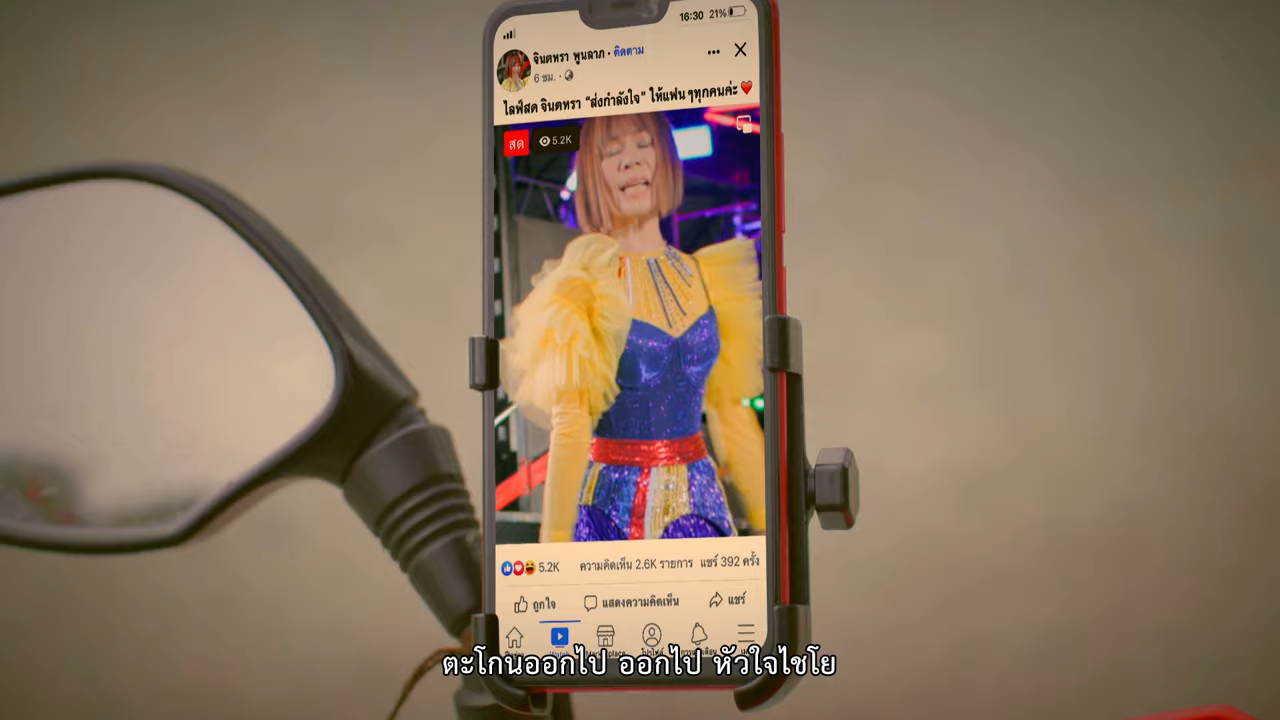 16:30 21%
จินตหรา พูนลาภ · ติดตาม
6 ชม. ·
ไลฟ์สด จินตหรา “ส่งกำลังใจ” ให้แฟนๆทุกคนค่ะ ❤️
สด 5.2K
5.2K ความคิดเห็น 2.6K รายการ แชร์ 392 ครั้ง
ถูกใจ แสดงความคิดเห็น แชร์
ตะโกนออกไป ออกไป หัวใจไชโย